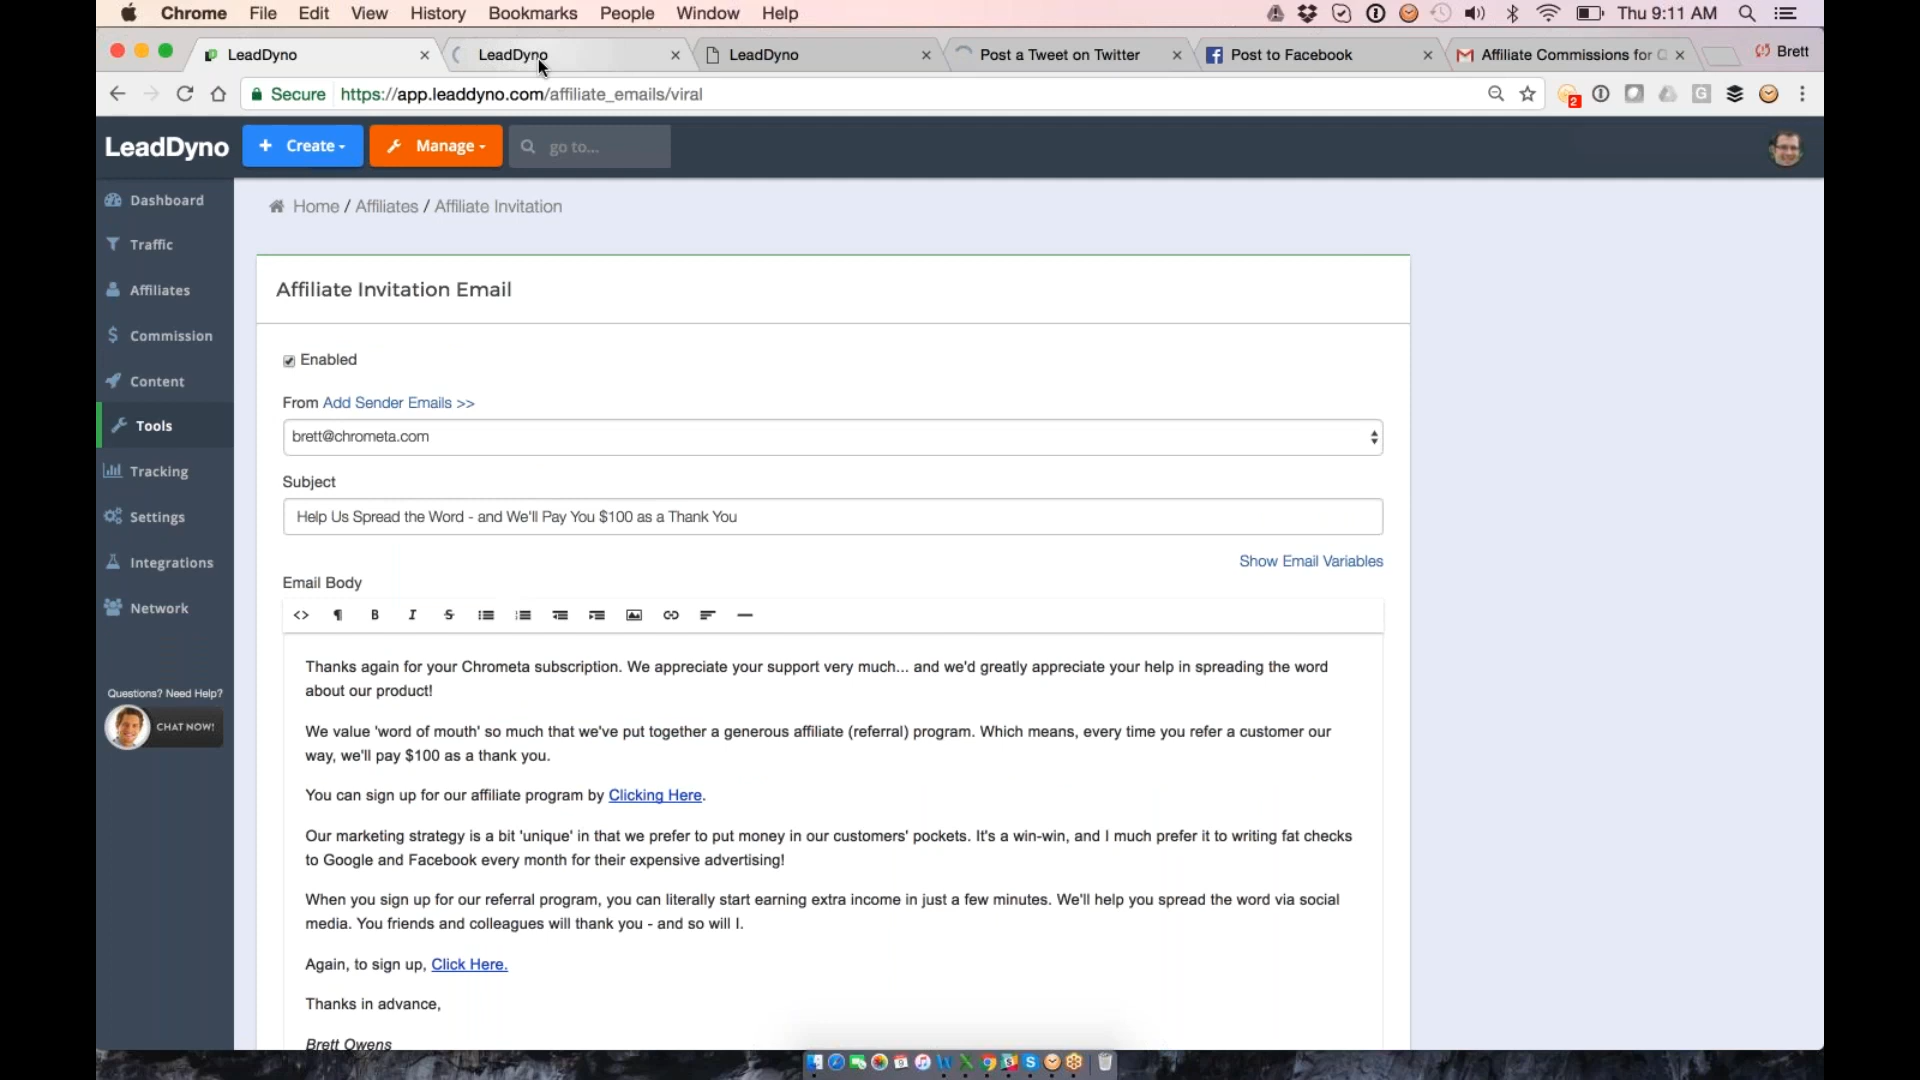 Chrome File Edit View History Bookmarks People Window Help Thu 9:11 AM
LeadDyno LeadDyno LeadDyno Post a Tweet on Twitter Post to Facebook Affiliate Commissions for Brett
Secure https://app.leaddyno.com/affiliate_emails/viral 2
LeadDyno + Create Manage go to...
Dashboard
Traffic
Affiliates
Commission
Content
Tools
Tracking
Settings
Integrations
Network
Questions? Need Help?
CHAT NOW!
Home / Affiliates / Affiliate Invitation
Affiliate Invitation Email
Enabled
From Add Sender Emails >>
brett@chrometa.com
Subject
Help Us Spread the Word - and We'll Pay You $100 as a Thank You
Show Email Variables
Email Body
Thanks again for your Chrometa subscription. We appreciate your support very much... and we'd greatly appreciate your help in spreading the word
about our product!
We value 'word of mouth' so much that we've put together a generous affiliate (referral) program. Which means, every time you refer a customer our
way, we'll pay $100 as a thank you.
You can sign up for our affiliate program by Clicking Here.
Our marketing strategy is a bit 'unique' in that we prefer to put money in our customers' pockets. It's a win-win, and I much prefer it to writing fat checks
to Google and Facebook every month for their expensive advertising!
When you sign up for our referral program, you can literally start earning extra income in just a few minutes. We'll help you spread the word via social
media. You friends and colleagues will thank you - and so will I.
Again, to sign up, Click Here.
Thanks in advance,
Brett Owens